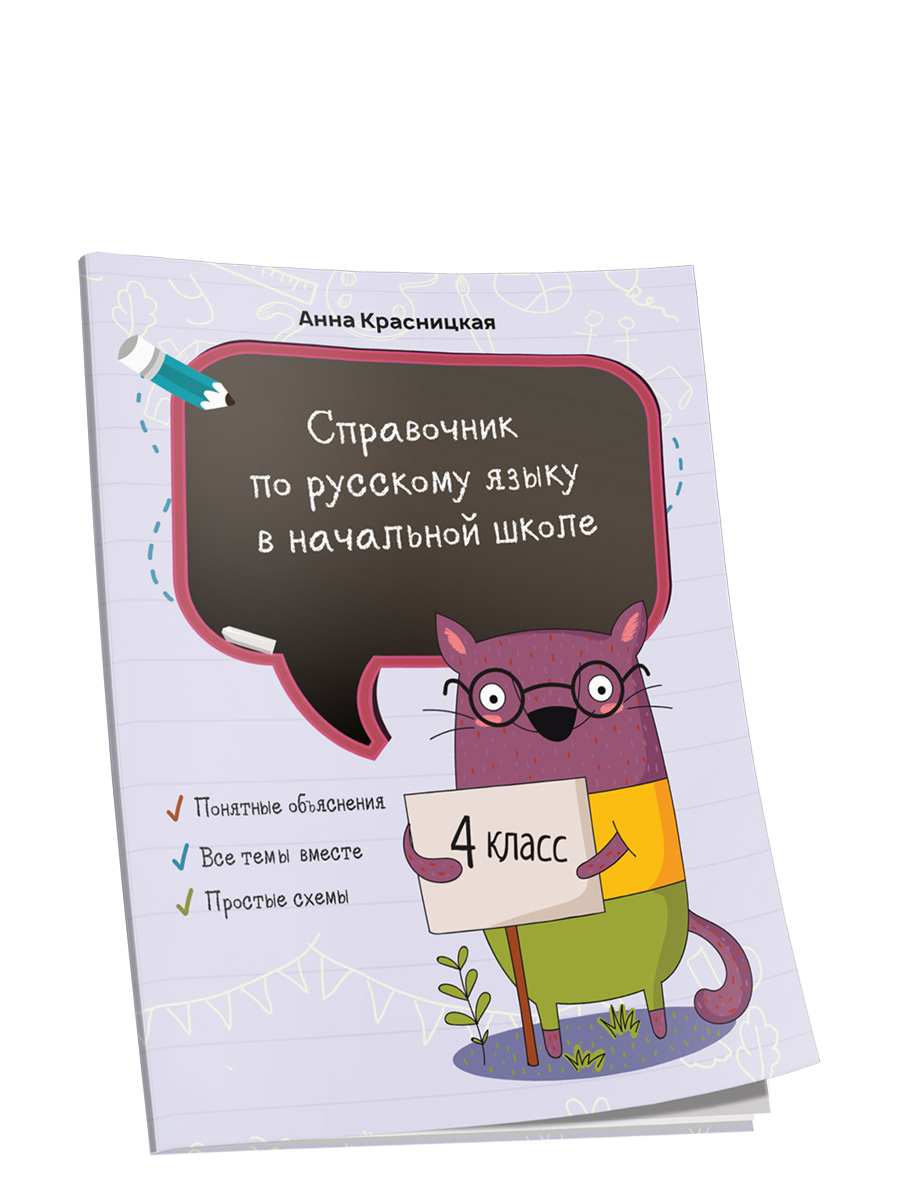 Анна Красницкая
Справочник
по русскому языку
в начальной школе
4 класс
Понятные объяснения
Все темы вместе
Простые схемы